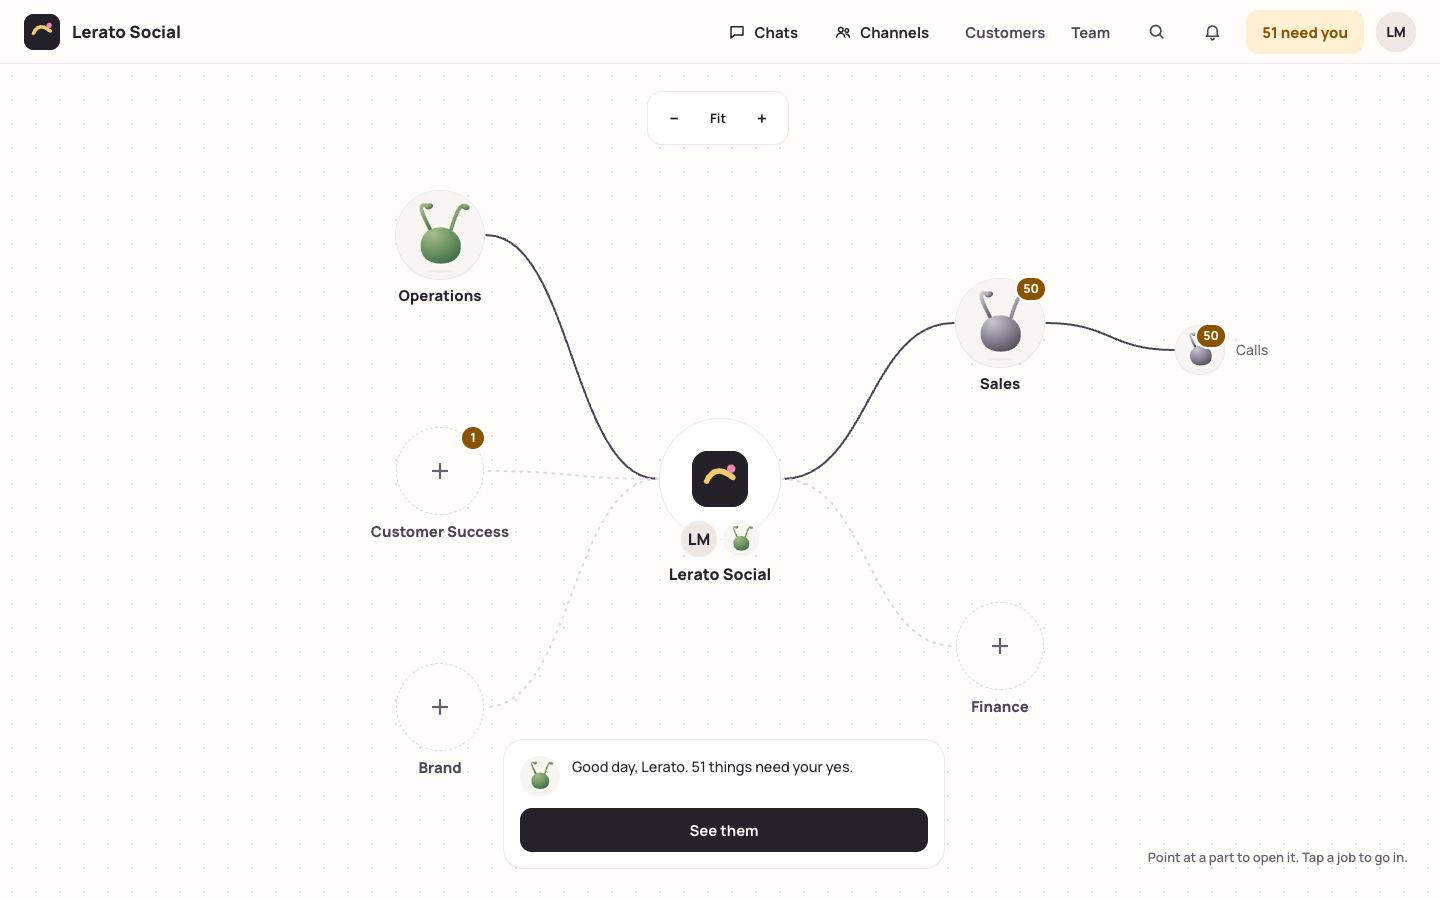 Lerato Social
Chats
Channels
Customers
Team
51 need you
LM
− Fit +
Operations
50
Sales
50
Calls
1
Customer Success
LM
Lerato Social
Finance
Brand
Good day, Lerato. 51 things need your yes.
See them
Point at a part to open it. Tap a job to go in.